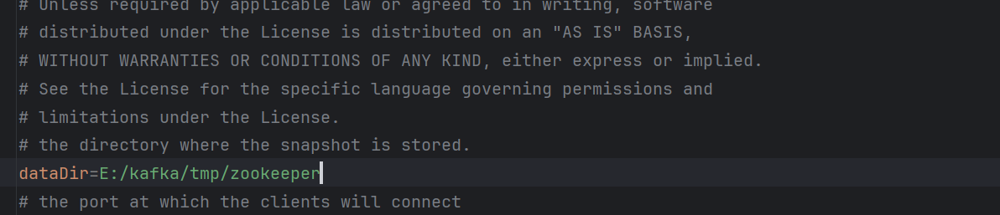 # Unless required by applicable law or agreed to in writing, software
# distributed under the License is distributed on an "AS IS" BASIS,
# WITHOUT WARRANTIES OR CONDITIONS OF ANY KIND, either express or implied.
# See the License for the specific language governing permissions and
# limitations under the License.
# the directory where the snapshot is stored.
dataDir=E:/kafka/tmp/zookeeper
# the port at which the clients will connect